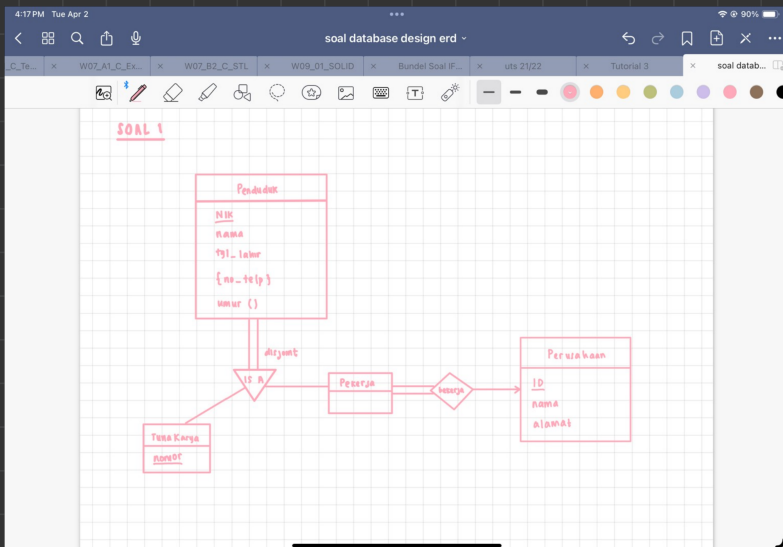 4:17 PM Tue Apr 2
90%
soal database design erd
_C_Te...
W07_A1_C_Ex...
W07_B2_C_STL
W09_01_SOLID
Bundel Soal IF...
uts 21/22
Tutorial 3
soal datab...
SOAL 1
Penduduk
NIK
nama
tgl_lahir
{no_telp}
umur ()
disjoint
IS A
Pekerja
bekerja
Perusahaan
ID
nama
alamat
Tuna Karya
nomor